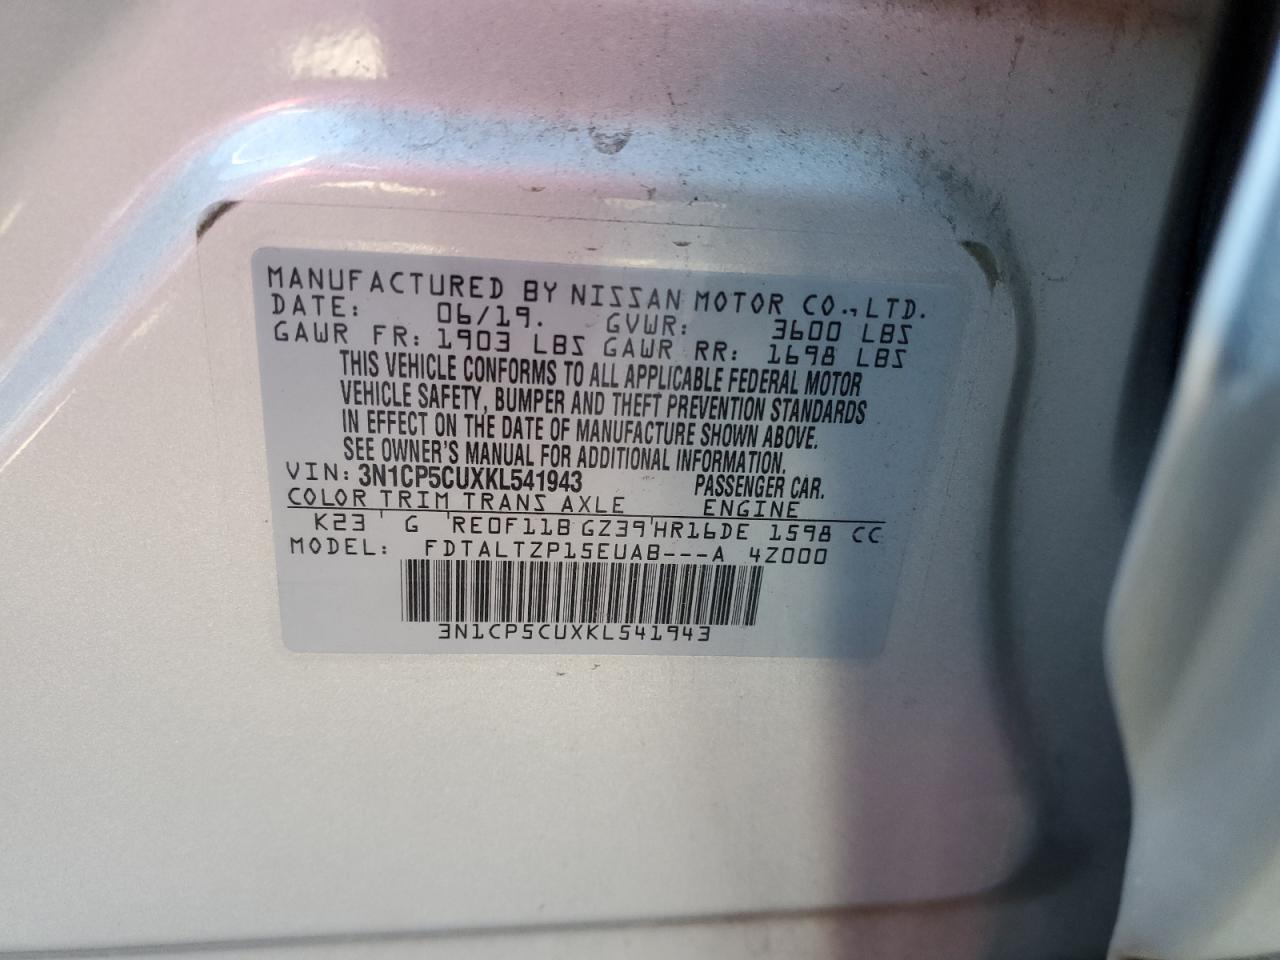 MANUFACTURED BY NISSAN MOTOR CO., LTD.
DATE: 06/19. GVWR: 3600 LBS
GAWR FR: 1903 LBS GAWR RR: 1698 LBS
THIS VEHICLE CONFORMS TO ALL APPLICABLE FEDERAL MOTOR
VEHICLE SAFETY, BUMPER AND THEFT PREVENTION STANDARDS
IN EFFECT ON THE DATE OF MANUFACTURE SHOWN ABOVE.
SEE OWNER'S MANUAL FOR ADDITIONAL INFORMATION.
VIN: 3N1CP5CUXKL541943 PASSENGER CAR.
COLOR TRIM TRANS AXLE ENGINE
K23 ' G 'RE0F11B GZ39'HR16DE 1598 CC
MODEL: FDTALTZP15EUAB---A 4Z000
3N1CP5CUXKL541943